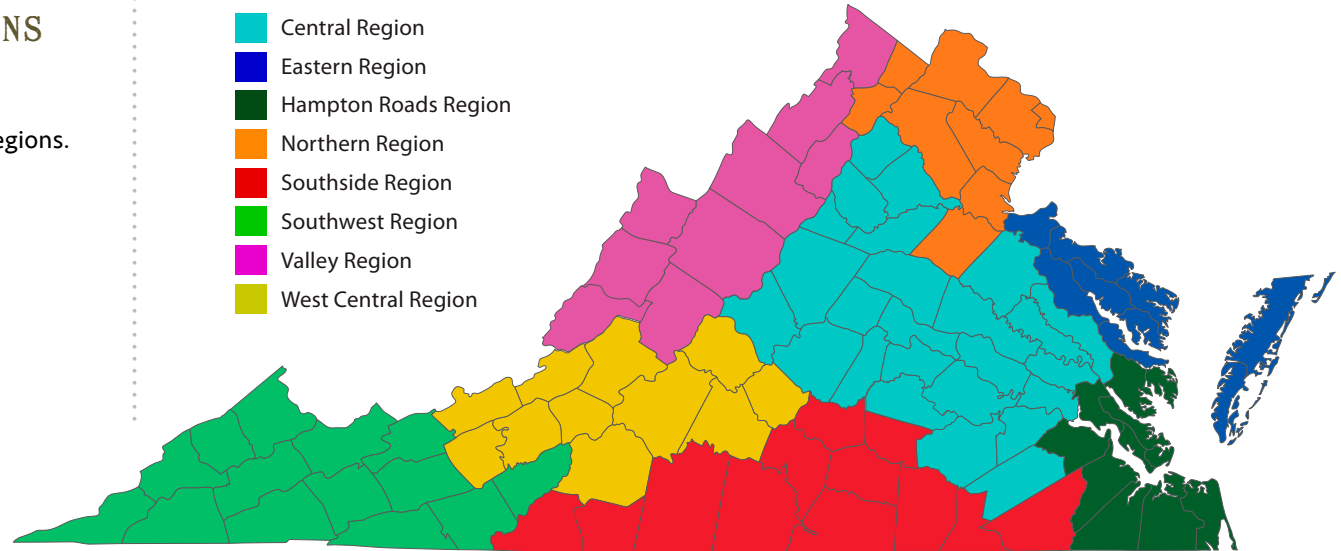 NS
egions.
Central Region
Eastern Region
Hampton Roads Region
Northern Region
Southside Region
Southwest Region
Valley Region
West Central Region